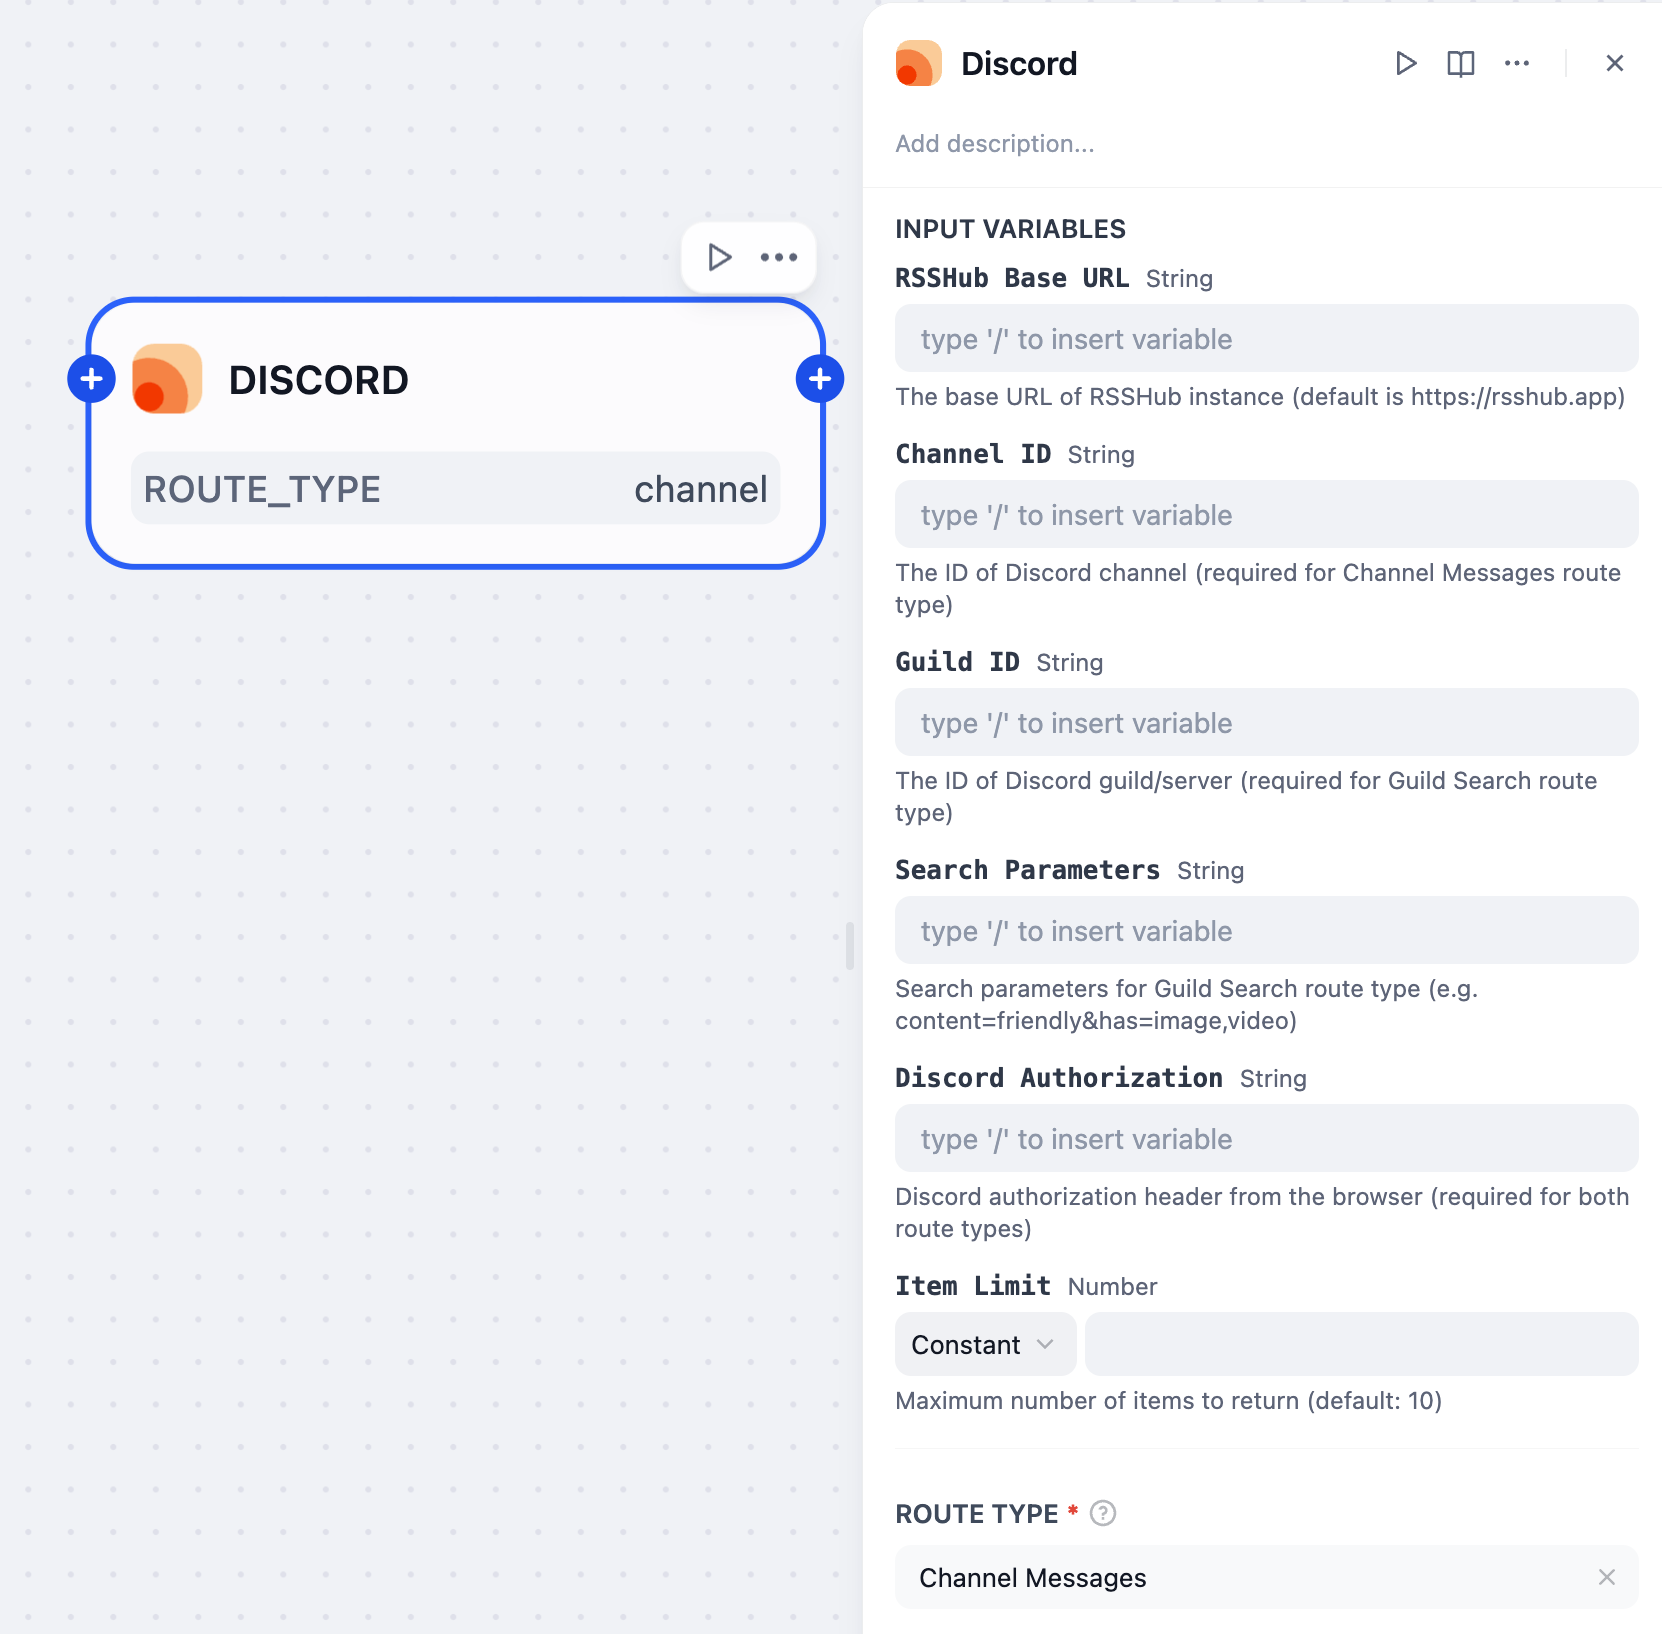 DISCORD
ROUTE_TYPE channel
Discord
Add description...
INPUT VARIABLES
RSSHub Base URL String
type '/' to insert variable
The base URL of RSSHub instance (default is https://rsshub.app)
Channel ID String
type '/' to insert variable
The ID of Discord channel (required for Channel Messages route
type)
Guild ID String
type '/' to insert variable
The ID of Discord guild/server (required for Guild Search route
type)
Search Parameters String
type '/' to insert variable
Search parameters for Guild Search route type (e.g.
content=friendly&has=image,video)
Discord Authorization String
type '/' to insert variable
Discord authorization header from the browser (required for both
route types)
Item Limit Number
Constant
Maximum number of items to return (default: 10)
ROUTE TYPE * ?
Channel Messages